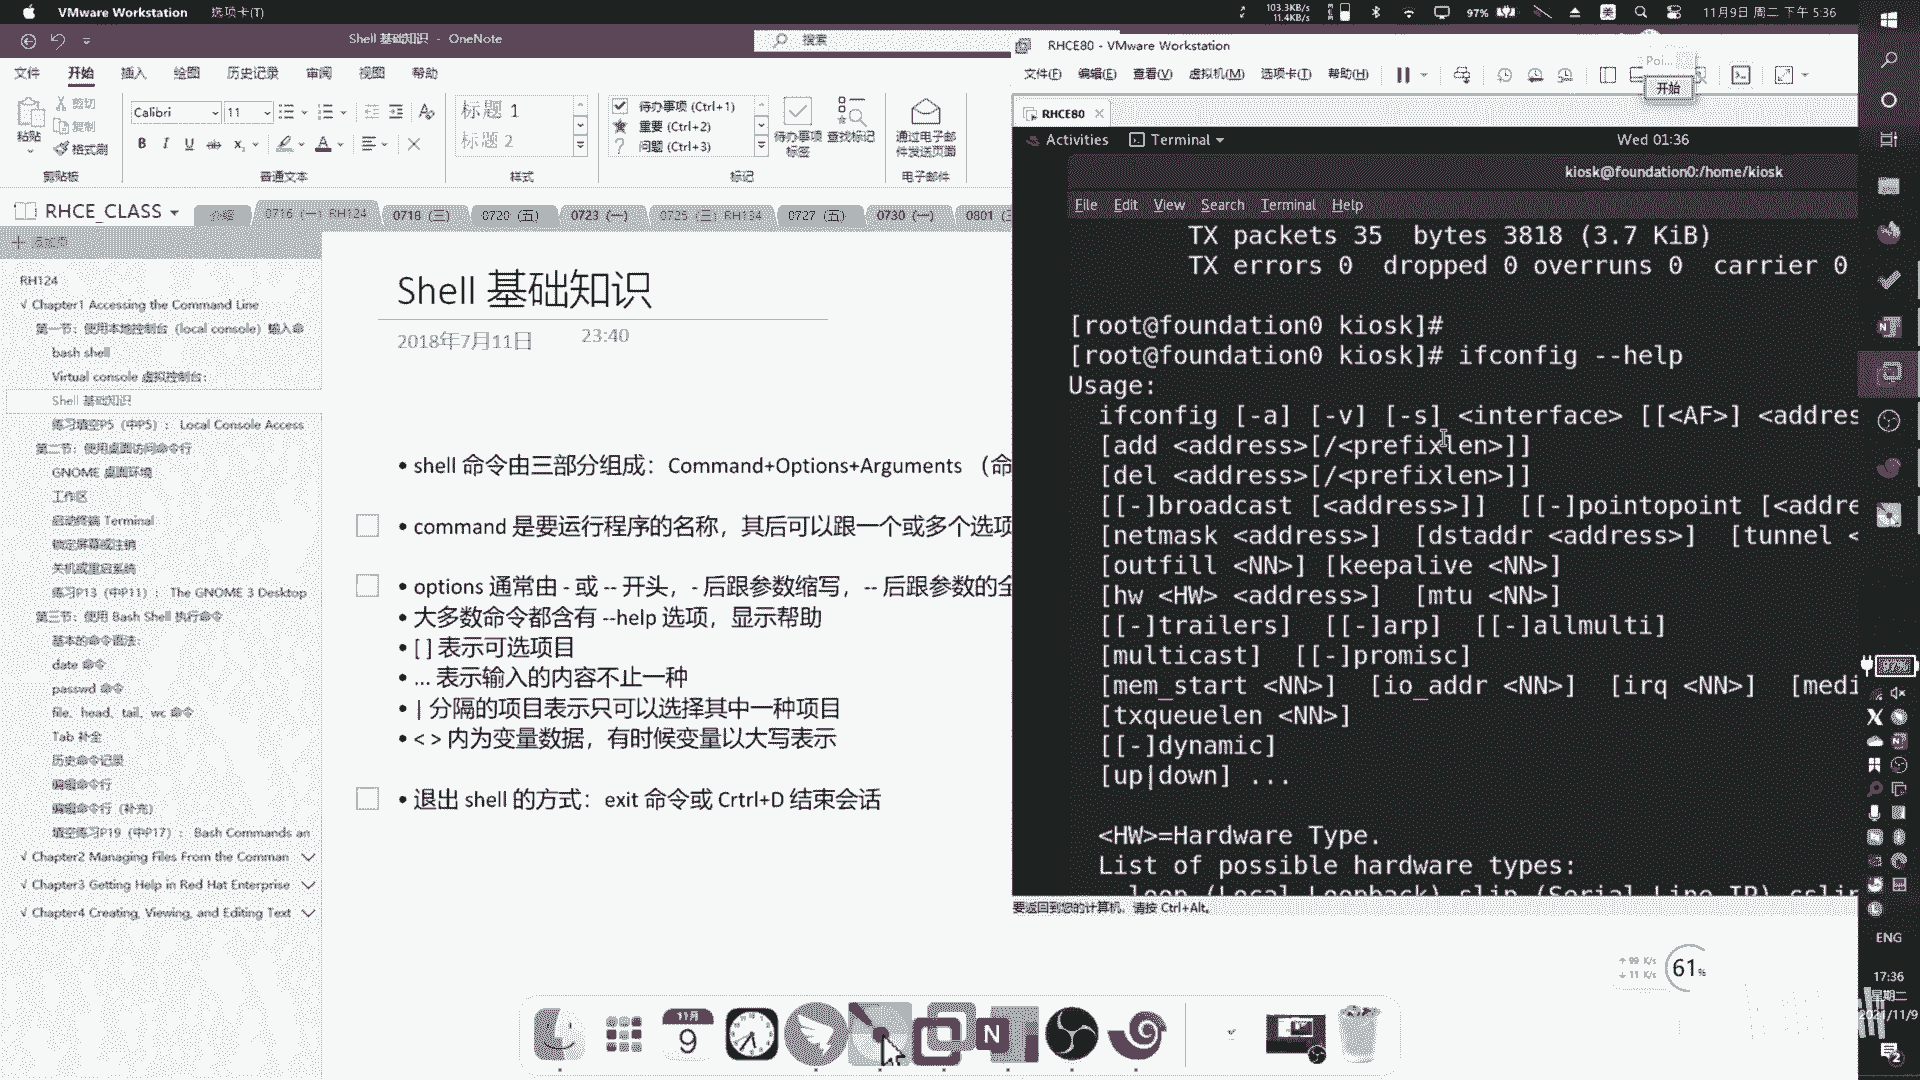 VMware Workstation 选项卡(T)
103.3KB/s
11.4KB/s
97%
美
11月9日 周二 下午 5:36
Shell 基础知识 - OneNote
搜索
文件 开始 插入 绘图 历史记录 审阅 视图 帮助
粘贴
剪切
复制
格式刷
剪贴板
Calibri 11
B I U ab
普通文本
标题 1
标题 2
样式
待办事项 (Ctrl+1)
重要 (Ctrl+2)
问题 (Ctrl+3)
待办事项
标签
查找标记
标记
通过电子邮
件发送页面
电子邮件
RHCE_CLASS
介绍 0716 (一) RH124 0718 (三) 0720 (五) 0723 (一) 0725 (三) RH134 0727 (五) 0730 (一) 0801 (三
添加页
RH124
√ Chapter1 Accessing the Command Line
第一节：使用本地控制台（local console）输入命
bash shell
Virtual console 虚拟控制台：
Shell 基础知识
练习填空P5（中P5）： Local Console Access
第二节：使用桌面访问命令行
GNOME 桌面环境
工作区
启动终端 Terminal
锁定屏幕或注销
关机或重启系统
练习P13（中P11）： The GNOME 3 Desktop
第三节：使用 Bash Shell 执行命令
基本的命令语法：
date 命令
passwd 命令
file、head、tail、wc 命令
Tab 补全
历史命令记录
编辑命令行
编辑命令行（补充）
填空练习P19（中P17）： Bash Commands an
√ Chapter2 Managing Files From the Comman
√ Chapter3 Getting Help in Red Hat Enterprise
√ Chapter4 Creating, Viewing, and Editing Text
Shell 基础知识
2018年7月11日 23:40
• shell 命令由三部分组成：Command+Options+Arguments （命
• command 是要运行程序的名称，其后可以跟一个或多个选项
• options 通常由 - 或 -- 开头，- 后跟参数缩写，-- 后跟参数的全
• 大多数命令都含有 --help 选项，显示帮助
• [ ] 表示可选项目
• ... 表示输入的内容不止一种
• | 分隔的项目表示只可以选择其中一种项目
• < > 内为变量数据，有时候变量以大写表示
• 退出 shell 的方式：exit 命令或 Crtrl+D 结束会话
RHCE80 - VMware Workstation
文件(F) 编辑(E) 查看(V) 虚拟机(M) 选项卡(T) 帮助(H)
Poi...
开始
RHCE80
Activities Terminal Wed 01:36
kiosk@foundation0:/home/kiosk
File Edit View Search Terminal Help
TX packets 35 bytes 3818 (3.7 KiB)
TX errors 0 dropped 0 overruns 0 carrier 0
[root@foundation0 kiosk]#
[root@foundation0 kiosk]# ifconfig --help
Usage:
ifconfig [-a] [-v] [-s] <interface> [[<AF>] <addres
[add <address>[/<prefixlen>]]
[del <address>[/<prefixlen>]]
[[-]broadcast [<address>]] [[-]pointopoint [<addre
[netmask <address>] [dstaddr <address>] [tunnel <
[outfill <NN>] [keepalive <NN>]
[hw <HW> <address>] [mtu <NN>]
[[-]trailers] [[-]arp] [[-]allmulti]
[multicast] [[-]promisc]
[mem_start <NN>] [io_addr <NN>] [irq <NN>] [medi
[txqueuelen <NN>]
[[-]dynamic]
[up|down] ...
<HW>=Hardware Type.
List of possible hardware types:
loop (Local Loopback) slip (Serial Line IP) cslip
要返回到您的计算机，请按 Ctrl+Alt。
99 K/s
11 K/s
61%
11月
9
N
97%
ENG
17:36
星期二
2021/11/9
2